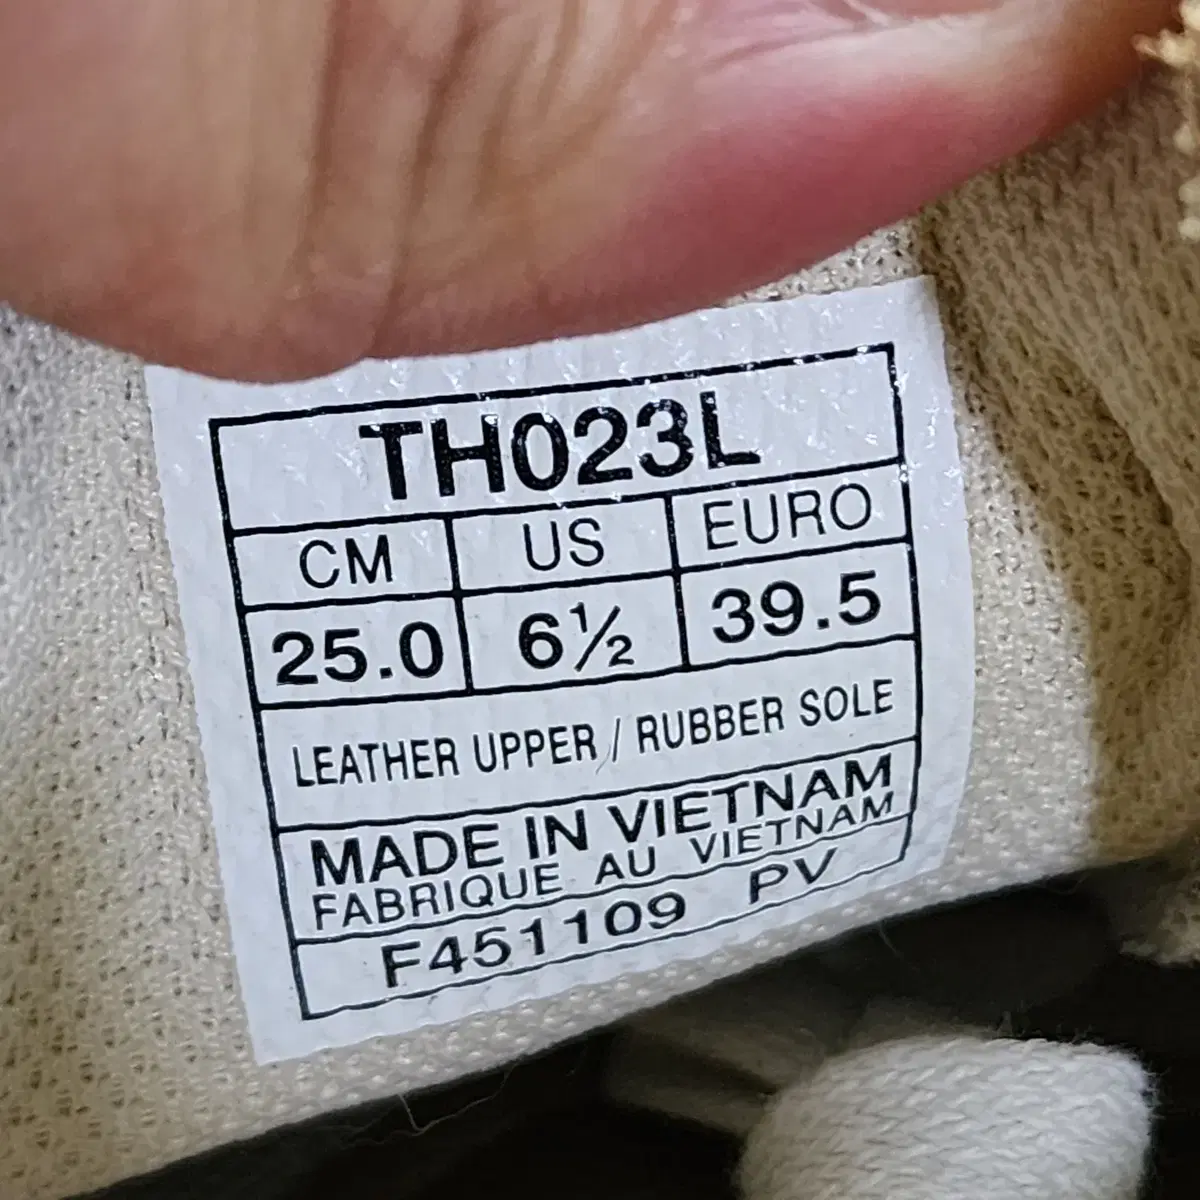 TH023L
CM US EURO
25.0 6½ 39.5
LEATHER UPPER / RUBBER SOLE
MADE IN VIETNAM
FABRIQUE AU VIETNAM
F451109 PV